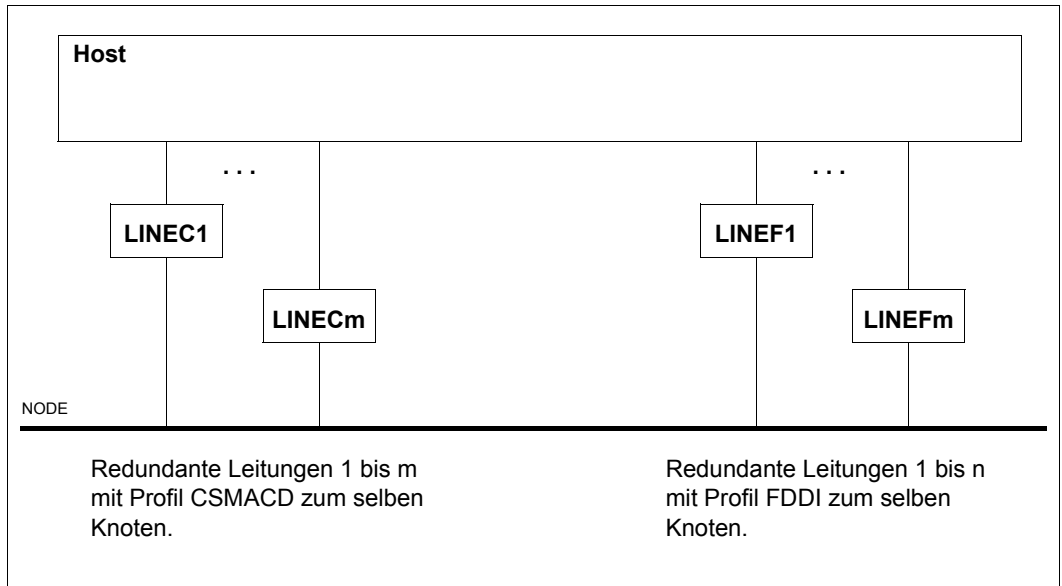 Host
. . .
. . .
LINEC1
LINEF1
LINECm
LINEFm
NODE
Redundante Leitungen 1 bis m
mit Profil CSMACD zum selben
Knoten.
Redundante Leitungen 1 bis n
mit Profil FDDI zum selben
Knoten.